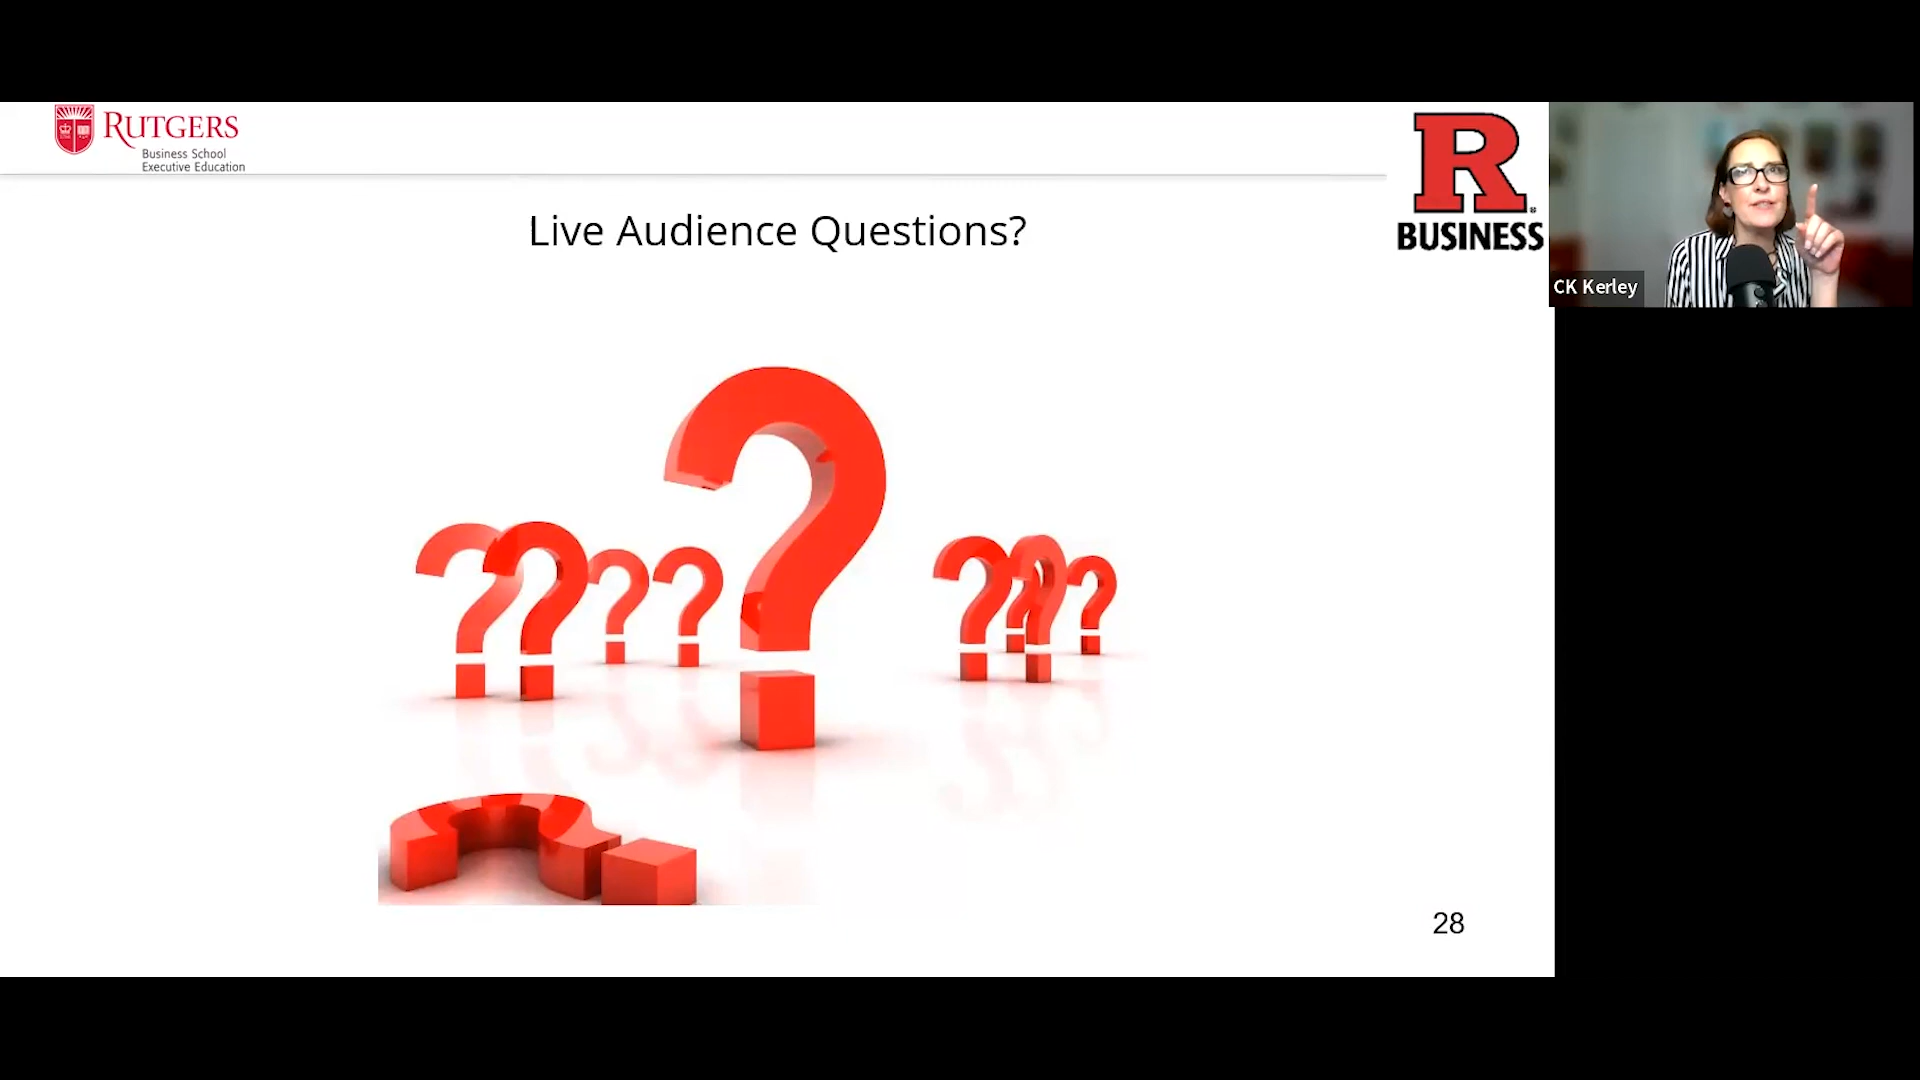 RUTGERS
Business School
Executive Education
R
BUSINESS
Live Audience Questions?
CK Kerley
28